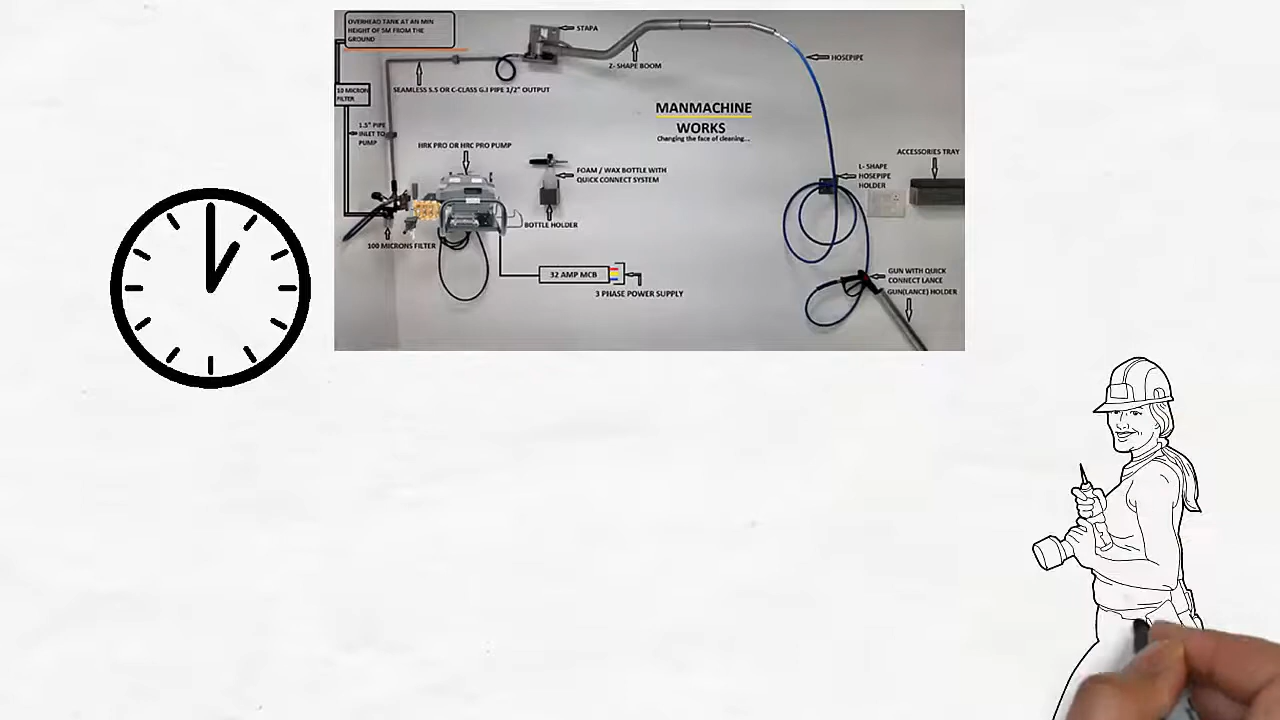 OVERHEAD TANK AT AN MIN
HEIGHT OF 5M FROM THE
GROUND
STAPA
2- SHAPE BOOM
HOSEPIPE
SEAMLESS S.S OR C-CLASS G.I PIPE 1/2" OUTPUT
10 MICRON
FILTER
MANMACHINE
WORKS
Changing the face of cleaning...
1.5" PIPE
INLET TO
PUMP
HRK PRO OR HRC PRO PUMP
ACCESSORIES TRAY
FOAM / WAX BOTTLE WITH
QUICK CONNECT SYSTEM
L- SHAPE
HOSEPIPE
HOLDER
BOTTLE HOLDER
100 MICRONS FILTER
32 AMP MCB
3 PHASE POWER SUPPLY
GUN WITH QUICK
CONNECT LANCE
GUN(LANCE) HOLDER